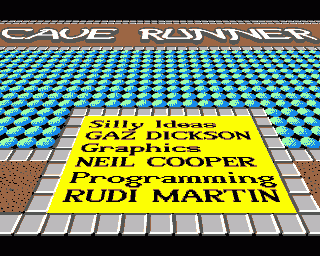 CAVE RUNNER
Silly Ideas
GAZ DICKSON
Graphics
NEIL COOPER
Programming
RUDI MARTIN